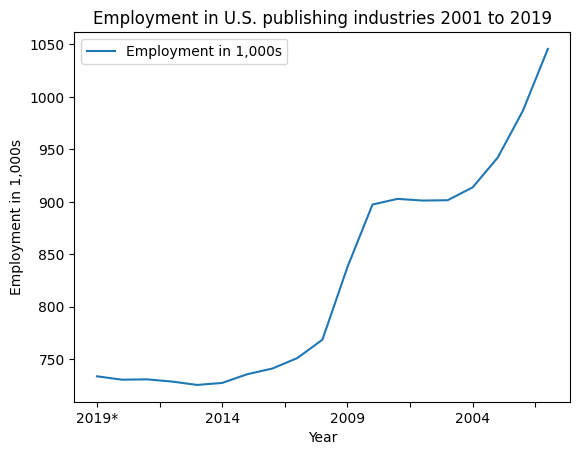 Employment in U.S. publishing industries 2001 to 2019
Employment in 1,000s
1050
1000
950
900
850
800
750
Employment in 1,000s
2019*
2014
2009
2004
Year